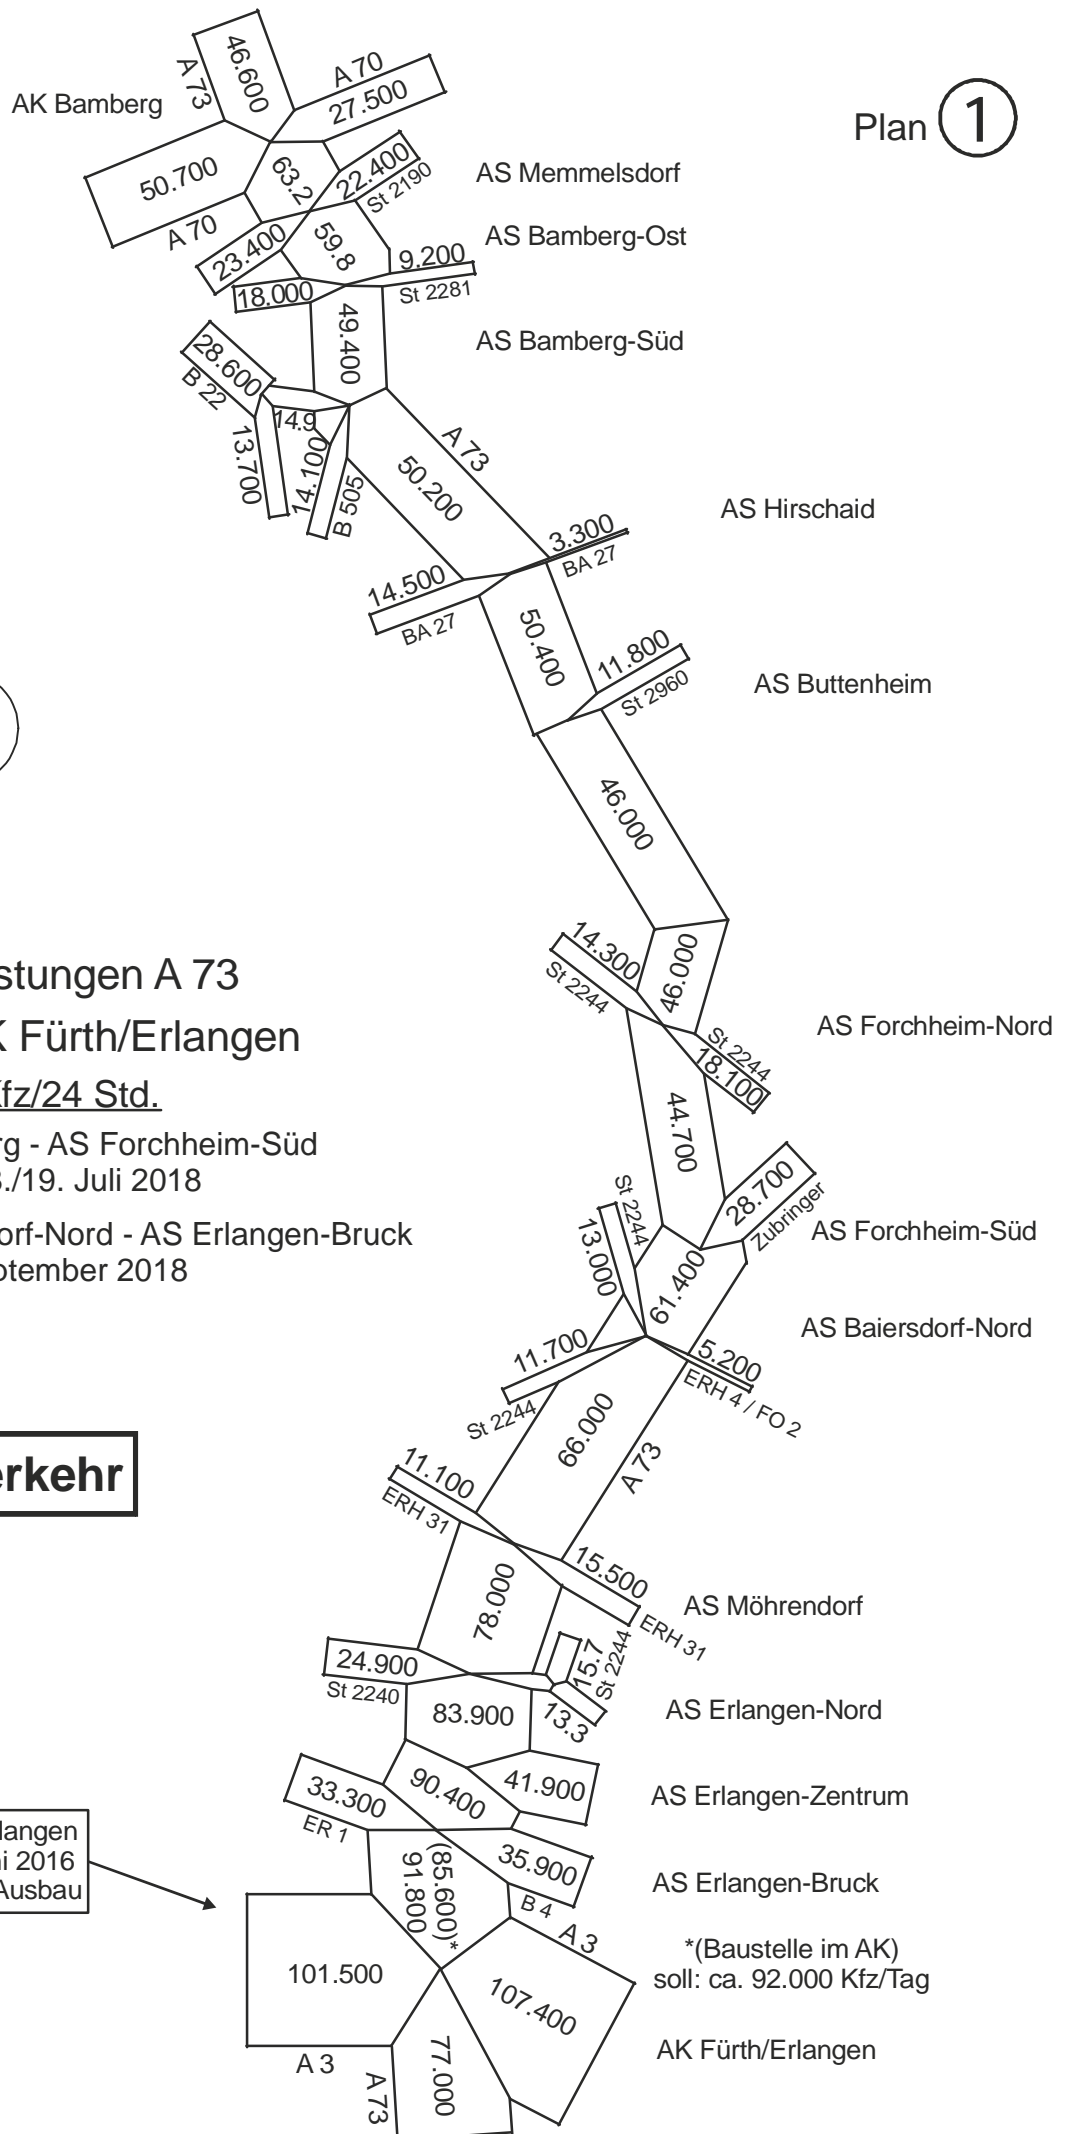 Plan 1
46.600
A 73
A 70
27.500
AK Bamberg
50.700
A 70
63.2
22.400
St 2190
AS Memmelsdorf
23.400
59.8
AS Bamberg-Ost
9.200
St 2281
18.000
49.400
AS Bamberg-Süd
28.600
B 22
14.9
13.700
14.100
B 505
A 73
50.200
AS Hirschaid
3.300
BA 27
14.500
BA 27
50.400
11.800
St 2960
AS Buttenheim
46.000
14.300
St 2244
46.000
St 2244
18.100
AS Forchheim-Nord
stungen A 73
K Fürth/Erlangen
Kfz/24 Std.
rg - AS Forchheim-Süd
8./19. Juli 2018
orf-Nord - AS Erlangen-Bruck
ptember 2018
44.700
28.700
Zubringer
AS Forchheim-Süd
St 2244
13.000
61.400
AS Baiersdorf-Nord
5.200
ERH 4 / FO 2
11.700
St 2244
66.000
A 73
erkehr
11.100
ERH 31
15.500
ERH 31
AS Möhrendorf
78.000
15.7
St 2244
24.900
St 2240
13.3
AS Erlangen-Nord
83.900
41.900
AS Erlangen-Zentrum
33.300
ER 1
90.400
35.900
B 4
AS Erlangen-Bruck
(85.600)*
91.800
langen
ni 2016
Ausbau
*(Baustelle im AK)
soll: ca. 92.000 Kfz/Tag
A 3
101.500
107.400
AK Fürth/Erlangen
A 3
A 73
77.000